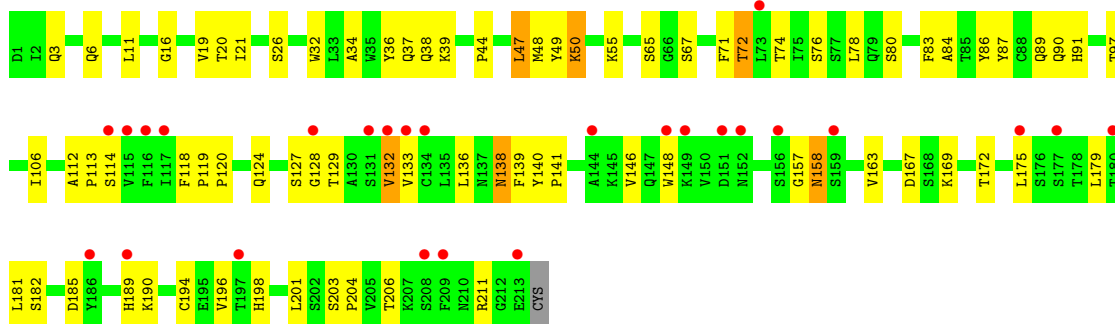 D1 I2 Q3 Q6 L11 G16 V19 T20 I21 S26 W32 L33 A34 W35 Y36 Q37 Q38 K39 P44 L47 M48 Y49 K50 K55 S65 G66 S67 F71 T72 L73 T74 I75 S76 S77 L78 Q79 S80 F83 A84 T85 Y86 Y87 C88 Q89 Q90 H91 T97
I106 A112 P113 S114 V115 F116 I117 F118 P119 P120 Q124 S127 G128 T129 A130 S131 V132 V133 C134 L135 L136 N137 N138 F139 Y140 P141 A144 K145 V146 Q147 W148 K149 V150 D151 N152 S156 G157 N158 S159 V163 D167 S168 K169 T172 L175 S176 S177 T178 L179 T180
L181 S182 D185 Y186 H189 K190 C194 E195 V196 T197 H198 L201 S202 S203 P204 V205 T206 K207 S208 F209 N210 R211 G212 E213 CYS